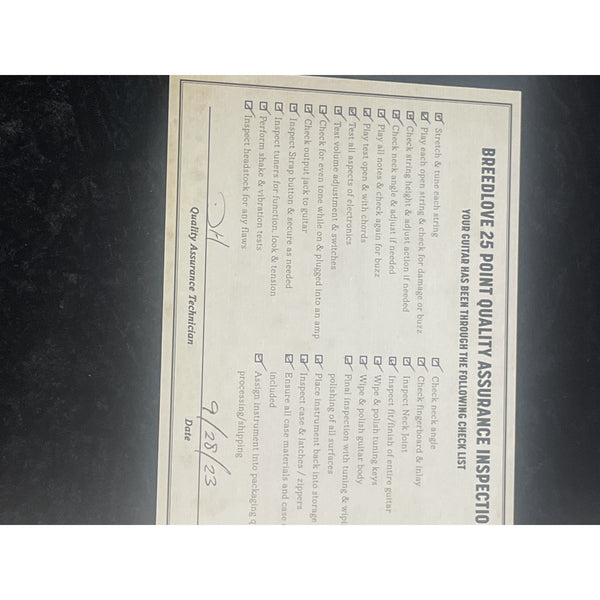 BREEDLOVE 25 POINT QUALITY ASSURANCE INSPECTIO
YOUR GUITAR HAS BEEN THROUGH THE FOLLOWING CHECK LIST
Stretch & tune each string
Play each open string & check for damage or buzz
Check string height & adjust action if needed
Check neck angle & adjust if needed
Play all notes & check again for buzz
Play test open & with chords
Test all aspects of electronics
Test volume adjustment & switches
Check for even tone while on & plugged into an amp
Check output jack to guitar
Inspect Strap button & secure as needed
Inspect tuners for function, look & tension
Perform shake & vibration tests
Inspect headstock for any flaws
Check neck angle
Check fingerboard & inlay
Inspect Neck Joint
Inspect fit/finish of entire guitar
Wipe & polish tuning keys
Wipe & polish guitar body
Final inspection with tuning & wipi
polishing of all surfaces
Place instrument back into storage
Inspect case & latches / zippers
Ensure all case materials and case
included
Assign instrument into packaging q
processing/shipping
DH
9/28/23
Quality Assurance Technician
Date